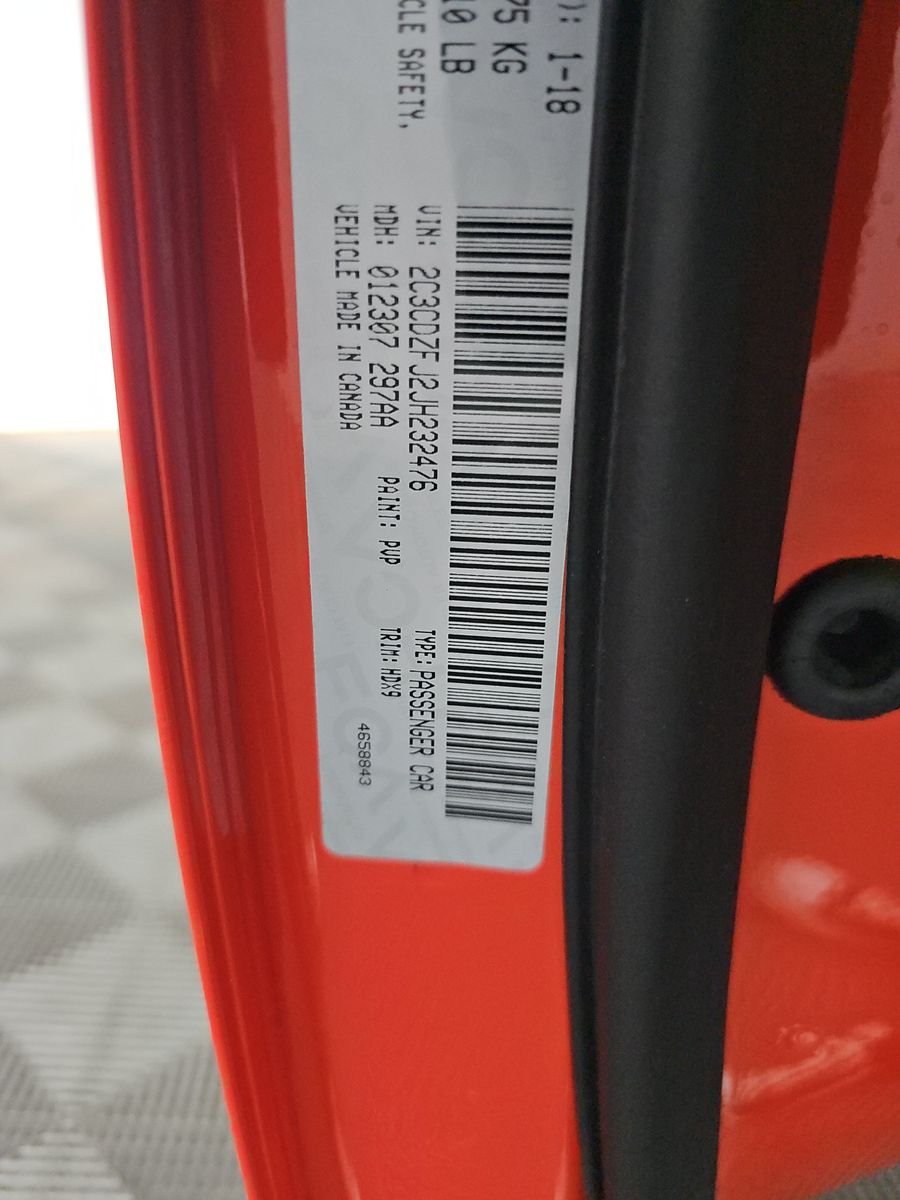 ): 1-18
75 KG
10 LB
CLE SAFETY,
VIN: 2C3CDZFJ2JH232476 TYPE: PASSENGER CAR
MDH: 012307 297AA PAINT: PVP TRIM: HDX9
VEHICLE MADE IN CANADA 4658843